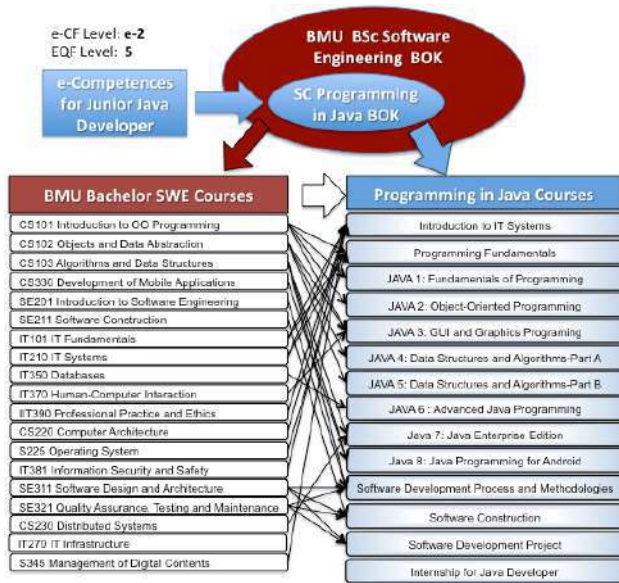 e-CF Level: e-2
EQF Level: 5
BMU BSc Software
Engineering BOK
e-Competences
for Junior Java
Developer
SC Programming
in Java BOK
BMU Bachelor SWE Courses
CS101 Introduction to OO Programming
CS102 Objects and Data Abstraction
CS103 Algorithms and Data Structures
CS330 Development of Mobile Applications
SE201 Introduction to Software Engineering
SE211 Software Construction
IT101 IT Fundamentals
IT210 IT Systems
IT350 Databases
IT370 Human-Computer Interaction
IIT390 Professional Practice and Ethics
CS220 Computer Architecture
S225 Operating System
IT381 Information Security and Safety
SE311 Software Design and Architecture
SE321 Quality Assurance, Testing and Maintenance
CS230 Distributed Systems
IT270 IT Infrastructure
S345 Management of Digital Contents
Programming in Java Courses
Introduction to IT Systems
Programming Fundamentals
JAVA 1: Fundamentals of Programming
JAVA 2: Object-Oriented Programming
JAVA 3: GUI and Graphics Programing
JAVA 4: Data Structures and Algorithms-Part A
JAVA 5: Data Structures and Algorithms-Part B
JAVA 6 : Advanced Java Programming
Java 7: Java Enterprise Edition
Java 8: Java Programming for Android
Software Development Process and Methodologies
Software Construction
Software Development Project
Internship for Java Developer